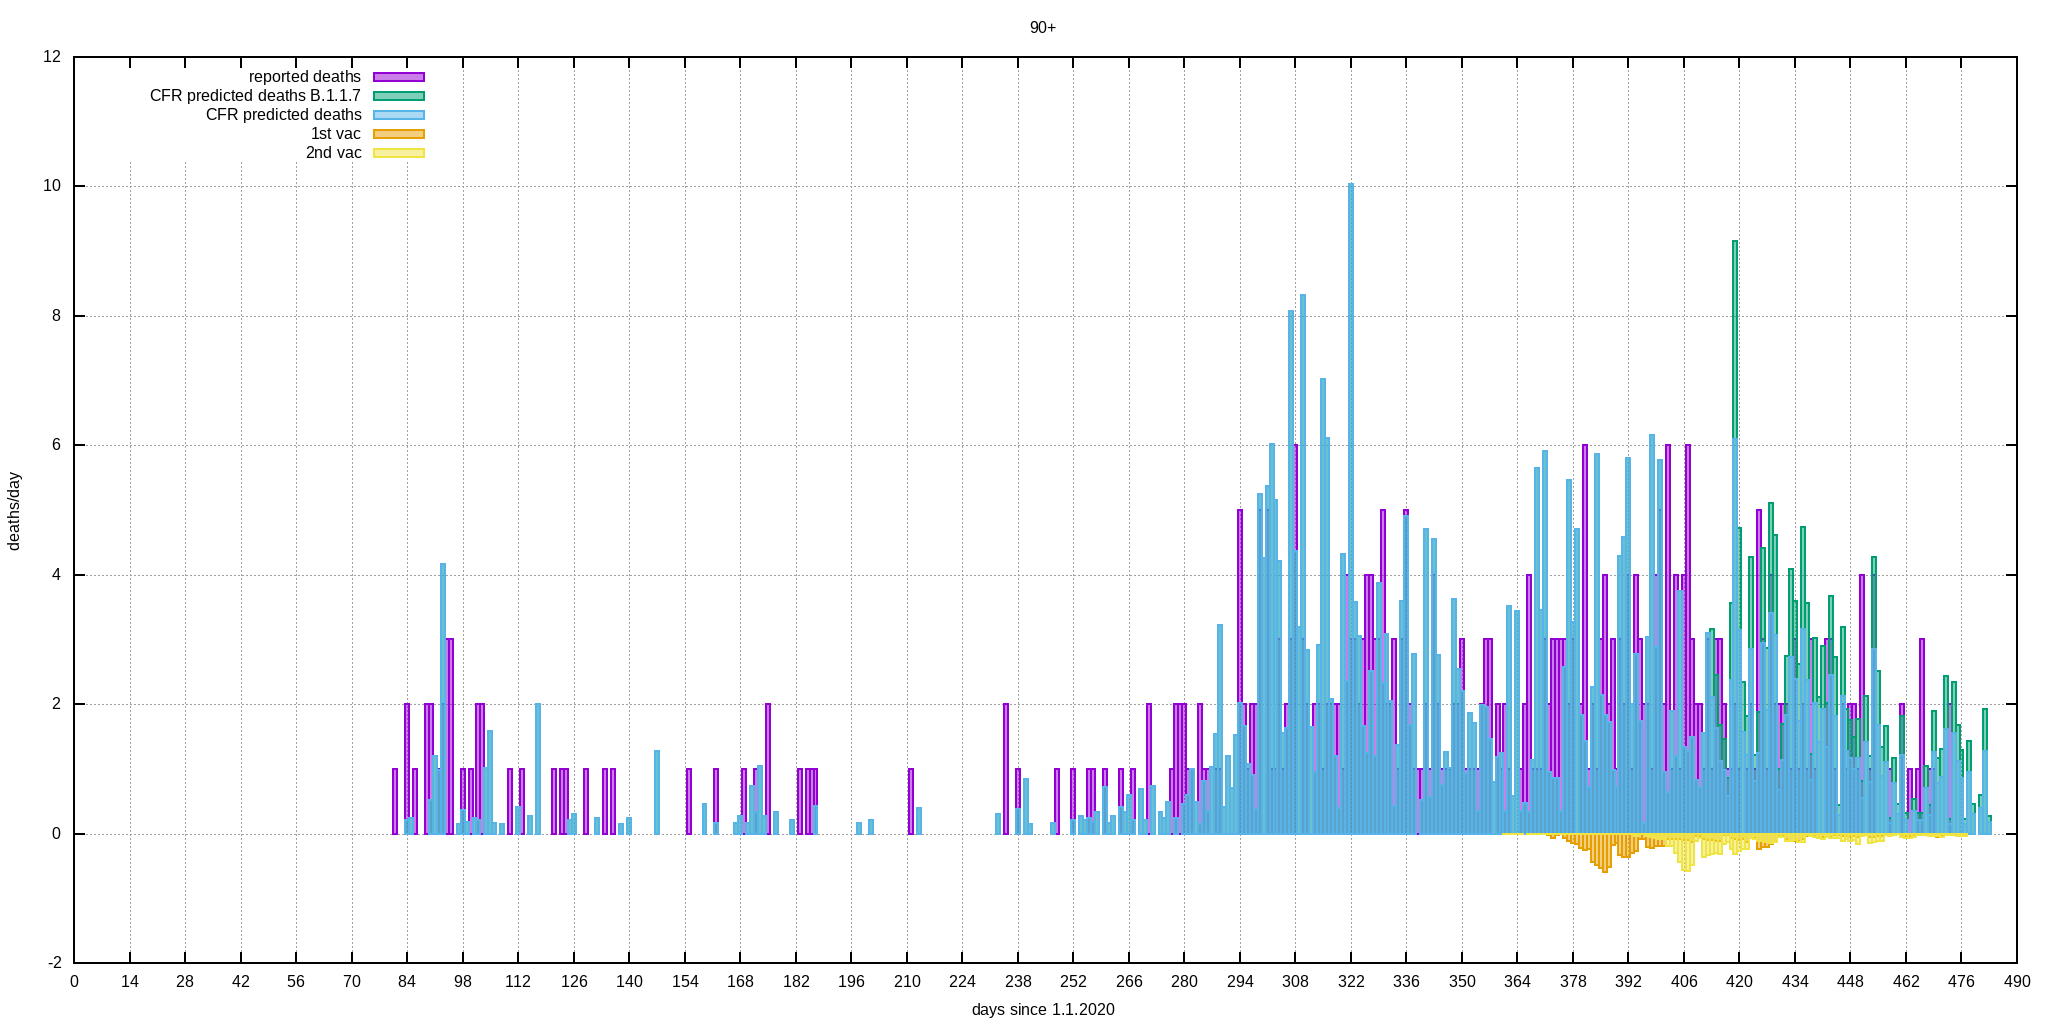 90+
12
reported deaths
CFR predicted deaths B.1.1.7
CFR predicted deaths
1st vac
2nd vac
10
8
6
4
2
0
-2
deaths/day
0 14 28 42 56 70 84 98 112 126 140 154 168 182 196 210 224 238 252 266 280 294 308 322 336 350 364 378 392 406 420 434 448 462 476 490
days since 1.1.2020